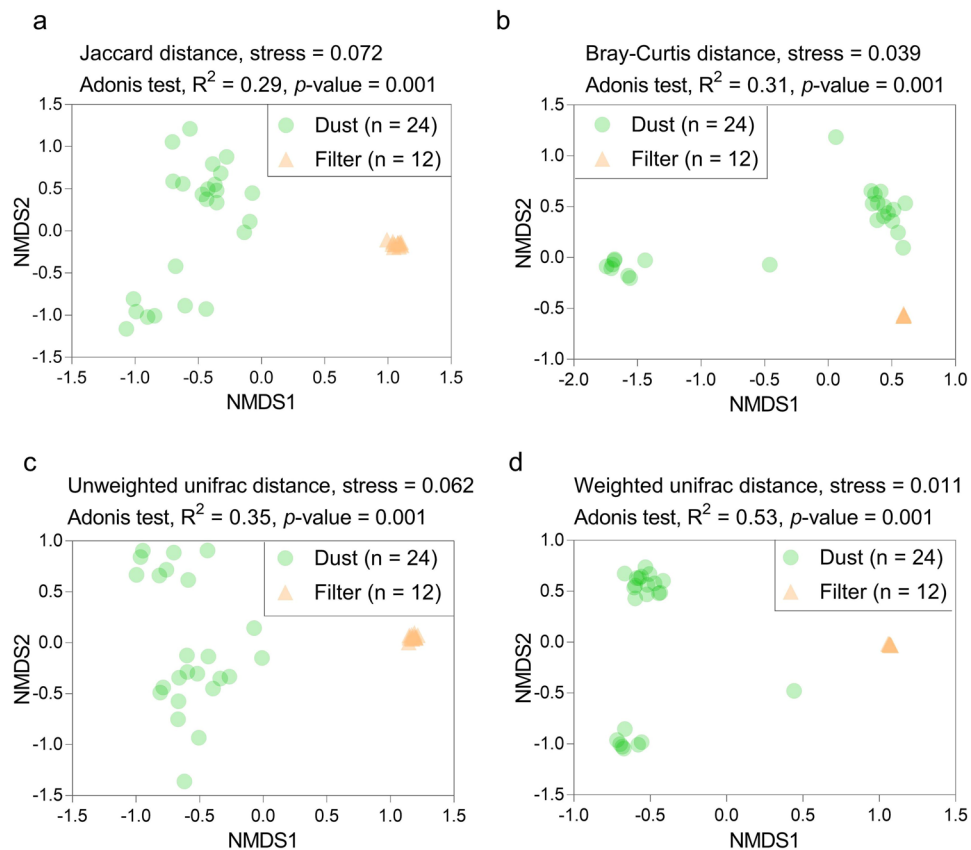 a
Jaccard distance, stress = 0.072
Adonis test, R² = 0.29, p-value = 0.001
1.5
1.0
0.5
0.0
-0.5
-1.0
-1.5
NMDS2
Dust (n = 24)
Filter (n = 12)
-1.5 -1.0 -0.5 0.0 0.5 1.0 1.5
NMDS1
b
Bray-Curtis distance, stress = 0.039
Adonis test, R² = 0.31, p-value = 0.001
1.5
1.0
0.5
0.0
-0.5
-1.0
NMDS2
Dust (n = 24)
Filter (n = 12)
-2.0 -1.5 -1.0 -0.5 0.0 0.5 1.0
NMDS1
c
Unweighted unifrac distance, stress = 0.062
Adonis test, R² = 0.35, p-value = 0.001
1.0
0.5
0.0
-0.5
-1.0
-1.5
NMDS2
Dust (n = 24)
Filter (n = 12)
-1.5 -1.0 -0.5 0.0 0.5 1.0 1.5
NMDS1
d
Weighted unifrac distance, stress = 0.011
Adonis test, R² = 0.53, p-value = 0.001
1.0
0.5
0.0
-0.5
-1.0
-1.5
NMDS2
Dust (n = 24)
Filter (n = 12)
-1.0 -0.5 0.0 0.5 1.0 1.5
NMDS1